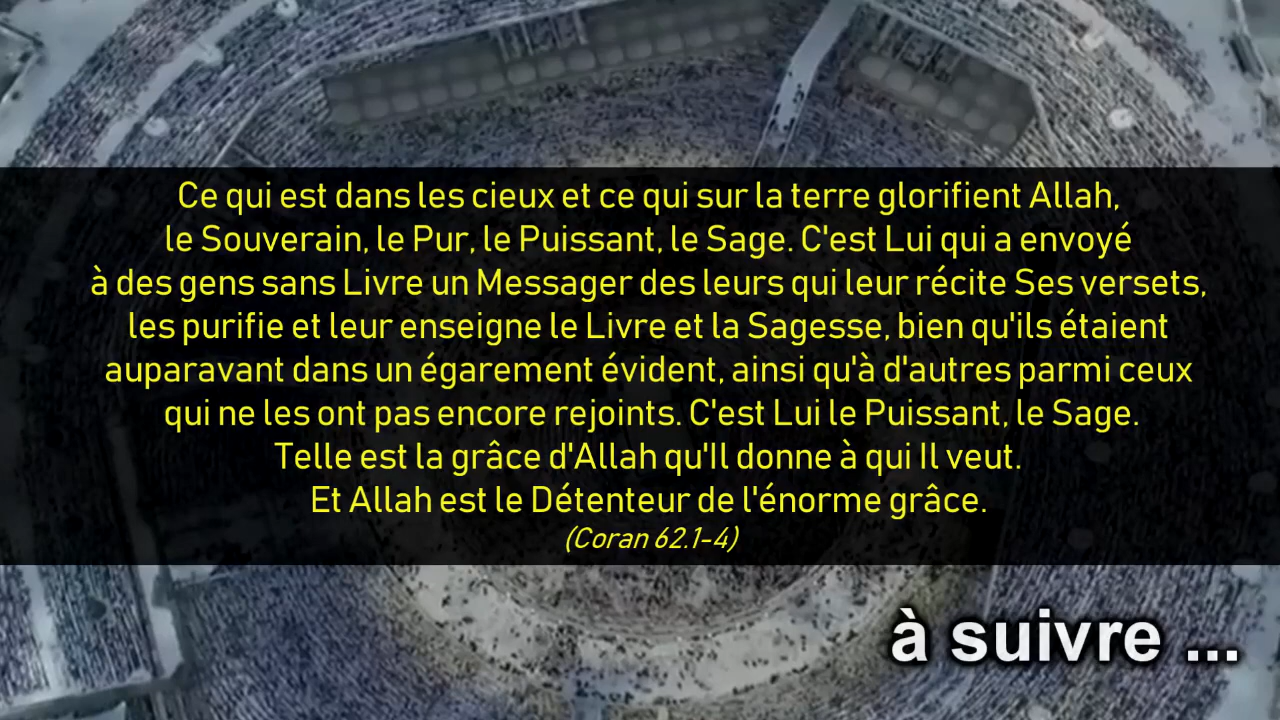 Ce qui est dans les cieux et ce qui sur la terre glorifient Allah,
le Souverain, le Pur, le Puissant, le Sage. C'est Lui qui a envoyé
à des gens sans Livre un Messager des leurs qui leur récite Ses versets,
les purifie et leur enseigne le Livre et la Sagesse, bien qu'ils étaient
auparavant dans un égarement évident, ainsi qu'à d'autres parmi ceux
qui ne les ont pas encore rejoints. C'est Lui le Puissant, le Sage.
Telle est la grâce d'Allah qu'Il donne à qui Il veut.
Et Allah est le Détenteur de l'énorme grâce.
(Coran 62.1-4)
à suivre ...